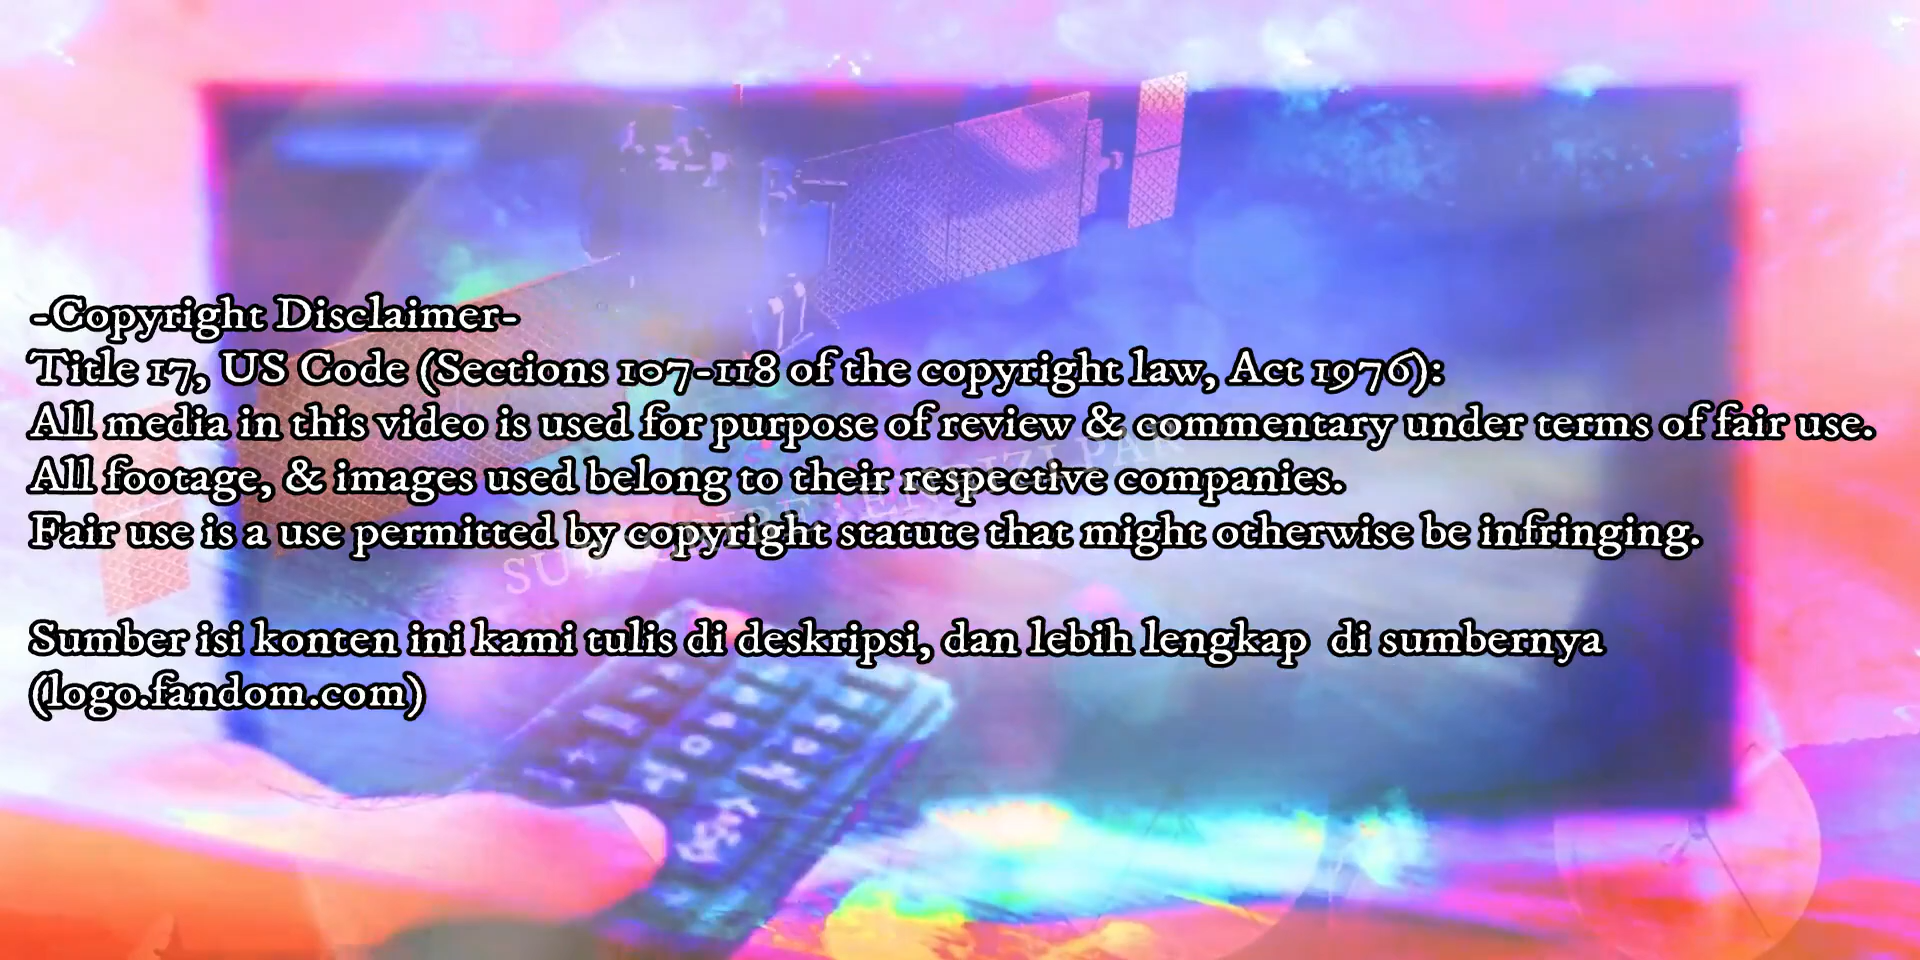 -Copyright Disclaimer-
Title 17, US Code (Sections 107-118 of the copyright law, Act 1976):
All media in this video is used for purpose of review & commentary under terms of fair use.
All footage, & images used belong to their respective companies.
Fair use is a use permitted by copyright statute that might otherwise be infringing.
Sumber isi konten ini kami tulis di deskripsi, dan lebih lengkap  di sumbernya
(logo.fandom.com)